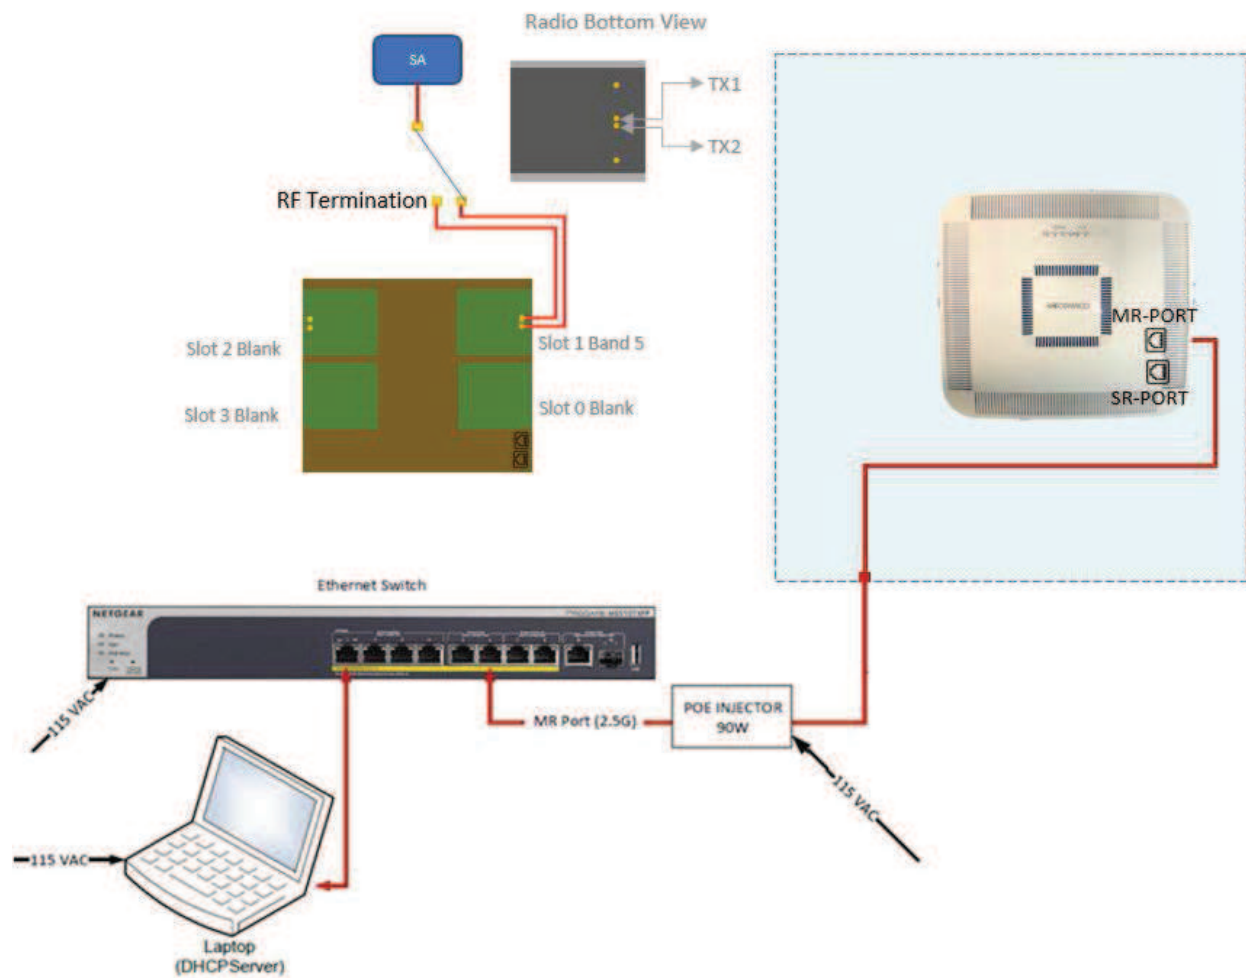 Radio Bottom View
SA
TX1
TX2
RF Termination
MR-PORT
SR-PORT
Slot 2 Blank
Slot 1 Band 5
Slot 3 Blank
Slot 0 Blank
Ethernet Switch
NETGEAR
115 VAC
MR Port (2.5G)
POE INJECTOR
90W
115 VAC
115 VAC
Laptop
(DHCPServer)